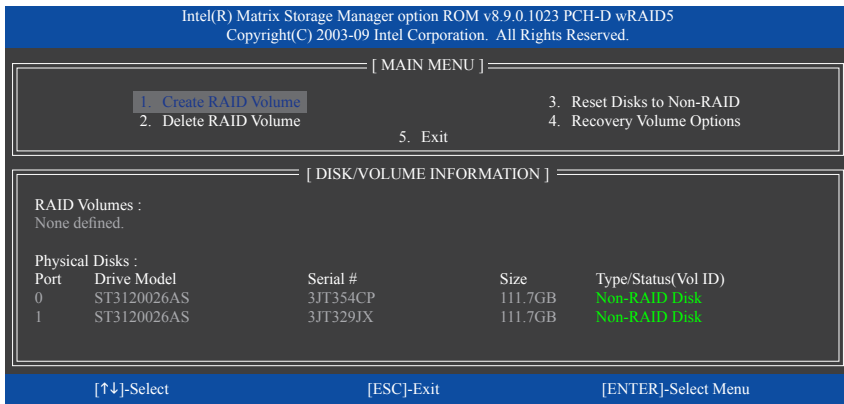 Intel(R) Matrix Storage Manager option ROM v8.9.0.1023 PCH-D wRAID5
Copyright(C) 2003-09 Intel Corporation.  All Rights Reserved.
[ MAIN MENU ]
1.  Create RAID Volume    3.  Reset Disks to Non-RAID
2.  Delete RAID Volume    4.  Recovery Volume Options
5.  Exit
[ DISK/VOLUME INFORMATION ]
RAID Volumes :
None defined.
Physical Disks :
Port    Drive Model    Serial #    Size    Type/Status(Vol ID)
0    ST3120026AS    3JT354CP    111.7GB    Non-RAID Disk
1    ST3120026AS    3JT329JX    111.7GB    Non-RAID Disk
[↑↓]-Select    [ESC]-Exit    [ENTER]-Select Menu